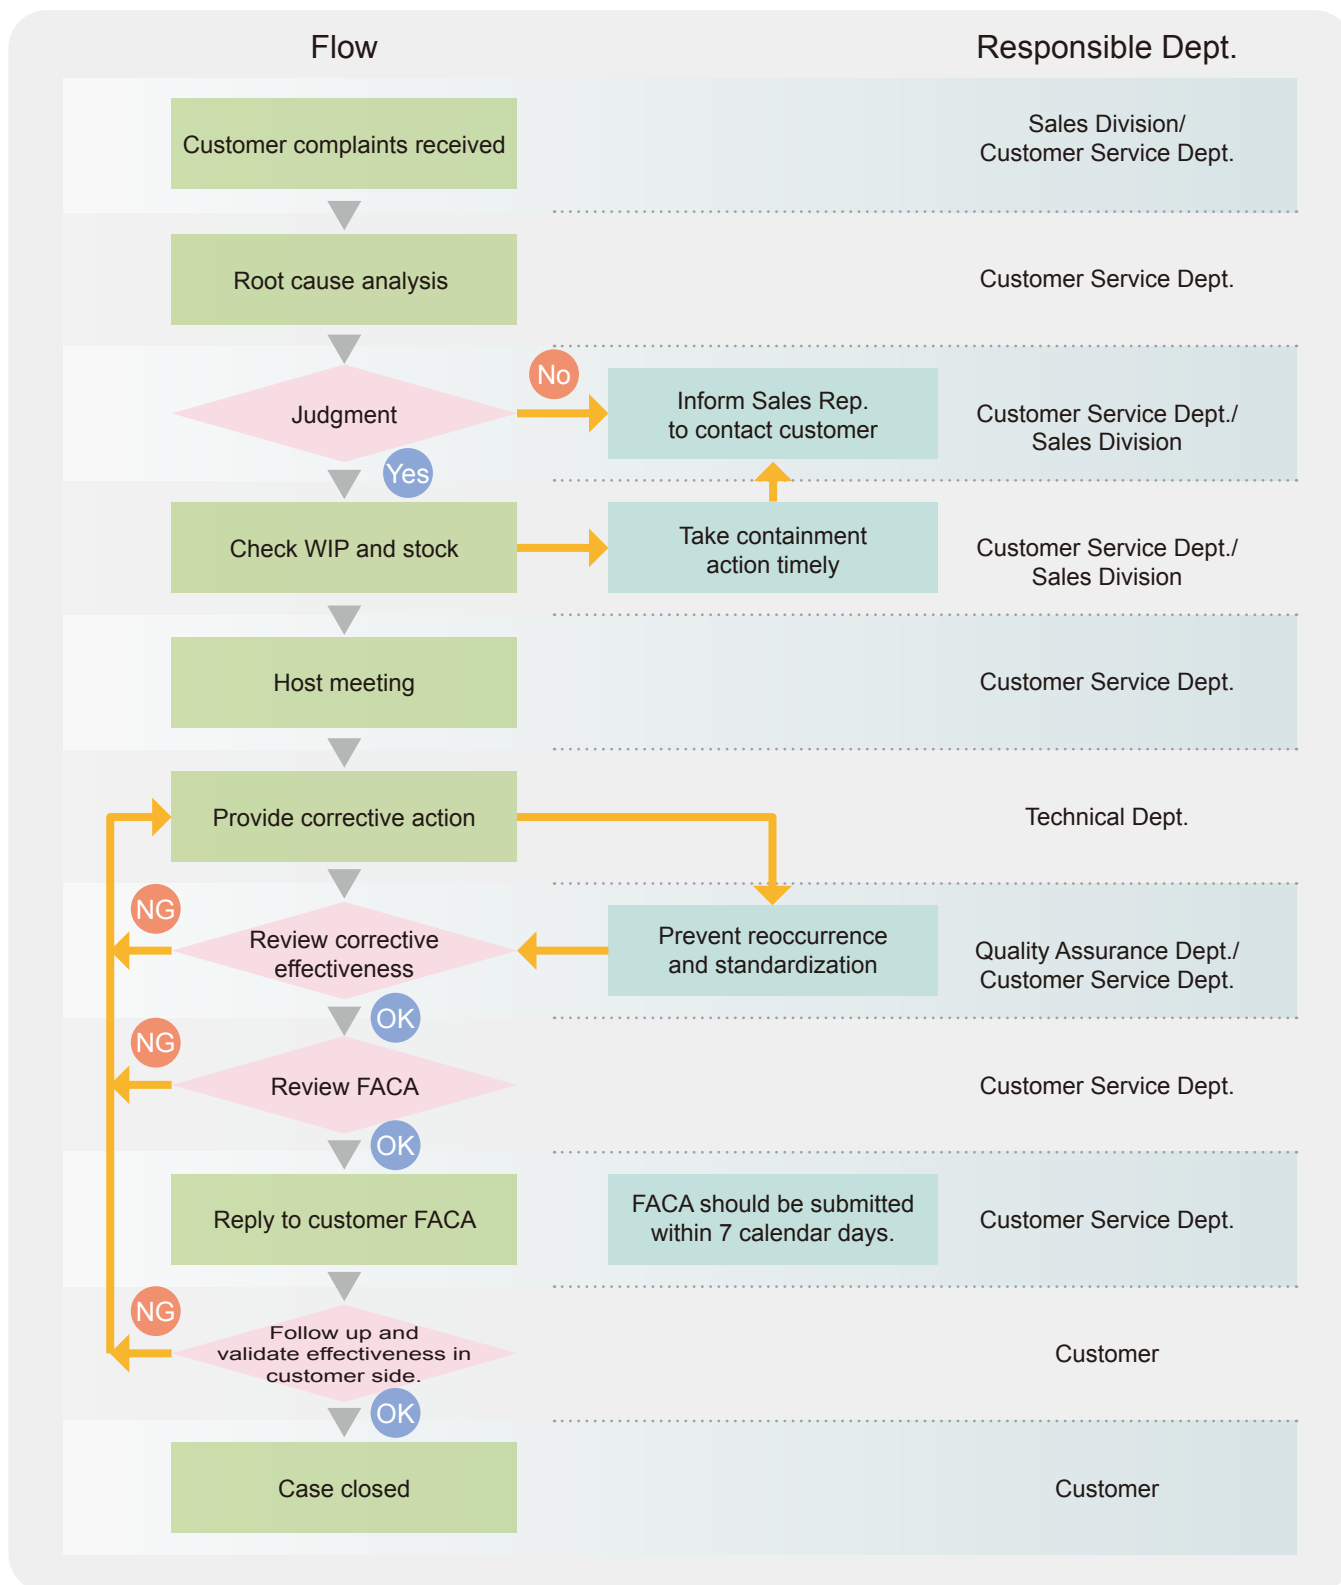 Flow
Responsible Dept.
Customer complaints received
Sales Division/
Customer Service Dept.
Root cause analysis
Customer Service Dept.
Judgment
No
Inform Sales Rep.
to contact customer
Customer Service Dept./
Sales Division
Yes
Check WIP and stock
Take containment
action timely
Customer Service Dept./
Sales Division
Host meeting
Customer Service Dept.
Provide corrective action
Technical Dept.
NG
Review corrective
effectiveness
Prevent reoccurrence
and standardization
Quality Assurance Dept./
Customer Service Dept.
OK
NG
Review FACA
Customer Service Dept.
OK
Reply to customer FACA
FACA should be submitted
within 7 calendar days.
Customer Service Dept.
NG
Follow up and
validate effectiveness in
customer side.
Customer
OK
Case closed
Customer